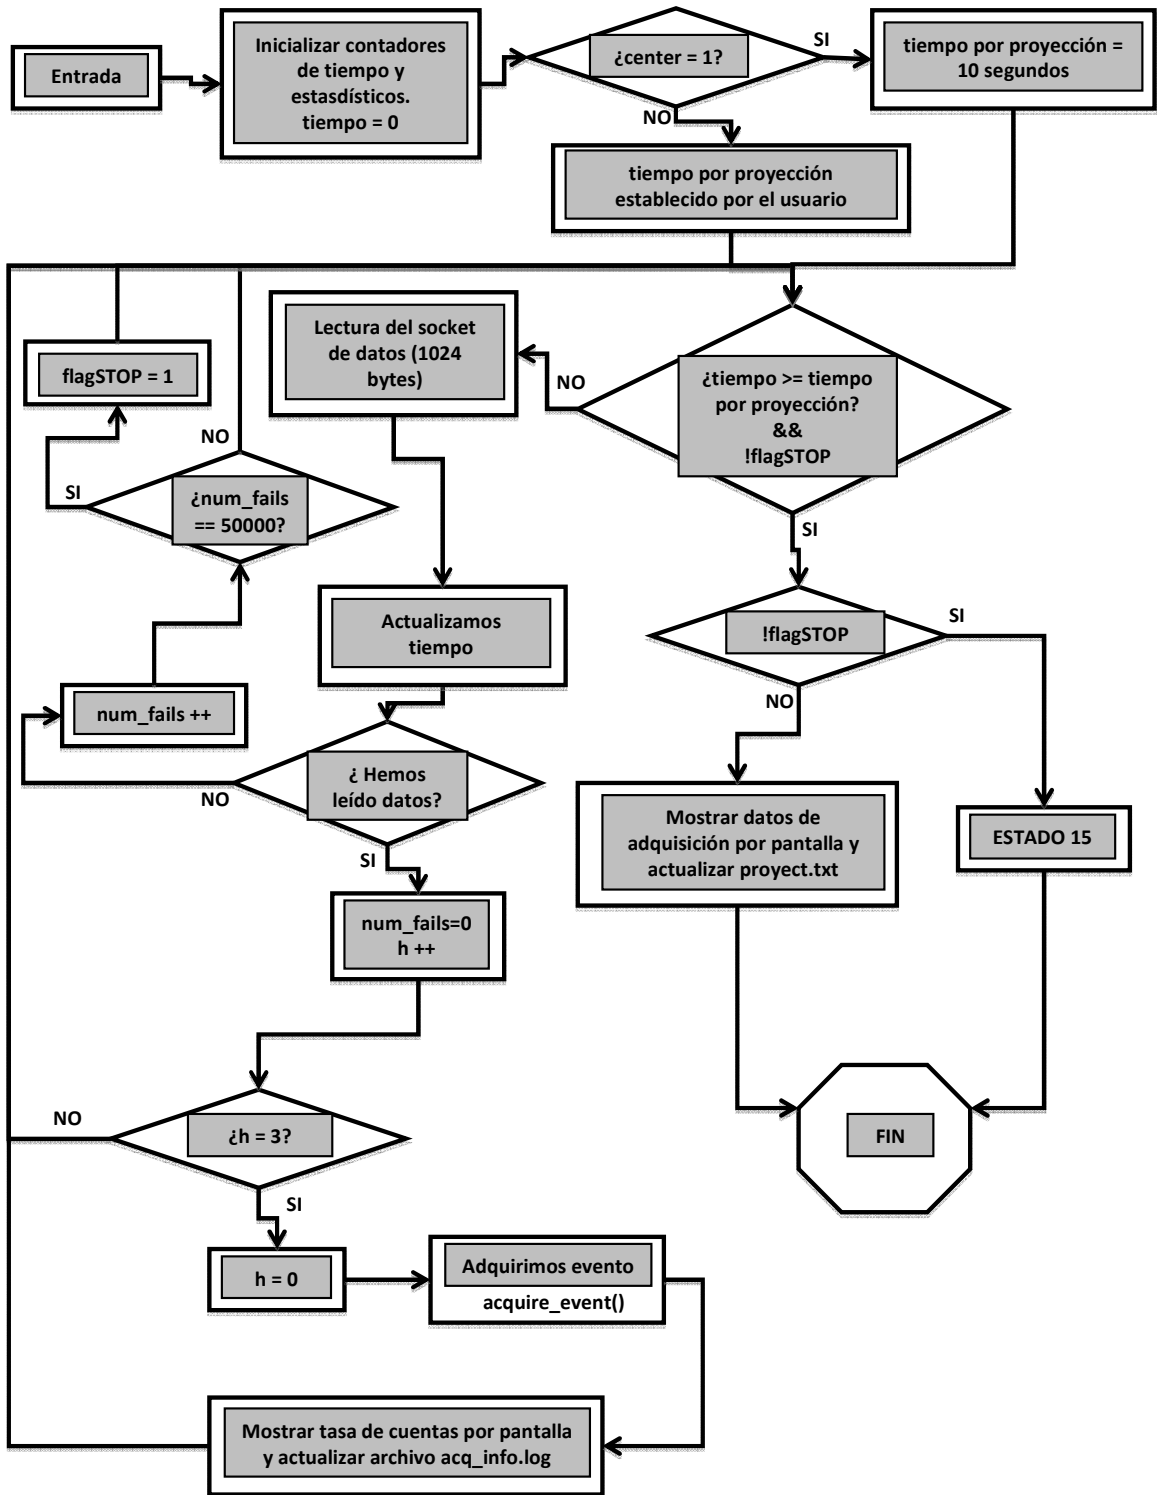 Entrada
Inicializar contadores
de tiempo y
estasdísticos.
tiempo = 0
¿center = 1?
SI
tiempo por proyección =
10 segundos
NO
tiempo por proyección
establecido por el usuario
Lectura del socket
de datos (1024
bytes)
NO
¿tiempo >= tiempo
por proyección?
&&
!flagSTOP
flagSTOP = 1
NO
SI
¿num_fails
== 50000?
SI
Actualizamos
tiempo
!flagSTOP
SI
NO
num_fails ++
¿ Hemos
leído datos?
NO
SI
Mostrar datos de
adquisición por pantalla y
actualizar proyect.txt
ESTADO 15
num_fails=0
h ++
NO
¿h = 3?
SI
FIN
h = 0
Adquirimos evento
acquire_event()
Mostrar tasa de cuentas por pantalla
y actualizar archivo acq_info.log